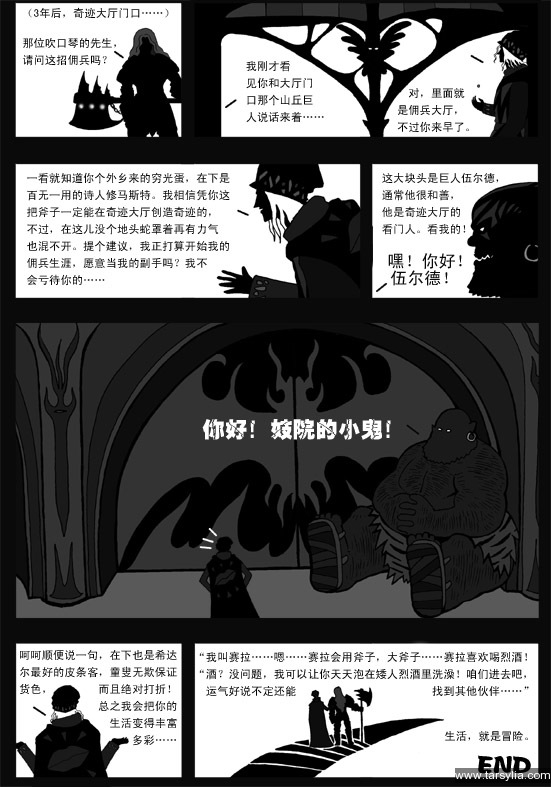 （3年后，奇迹大厅门口……）
那位吹口琴的先生，
请问这招佣兵吗？
我刚才看
见你和大厅门
口那个山丘巨
人说话来着……
对，里面就
是佣兵大厅，
不过你来早了。
一看就知道你个外乡来的穷光蛋，在下是
百无一用的诗人修马斯特。我相信凭你这
把斧子一定能在奇迹大厅创造奇迹的，
不过，在这儿没个地头蛇罩着再有力气
也混不开。提个建议，我正打算开始我的
佣兵生涯，愿意当我的副手吗？我不
会亏待你的……
这大块头是巨人伍尔德，
通常他很和善，
他是奇迹大厅的
看门人。看我的！
嘿！你好！
伍尔德！
你好！妓院的小鬼！
呵呵顺便说一句，在下也是希达
尔最好的皮条客，童叟无欺保证
货色，而且绝对打折！
总之我会把你的
生活变得丰富
多彩……
“我叫赛拉……嗯……赛拉会用斧子，大斧子……赛拉喜欢喝烈酒！
“酒？没问题，我可以让你天天泡在矮人烈酒里洗澡！咱们进去吧，
运气好说不定还能找到其他伙伴……”
生活，就是冒险。
END
www.tarsylia.com